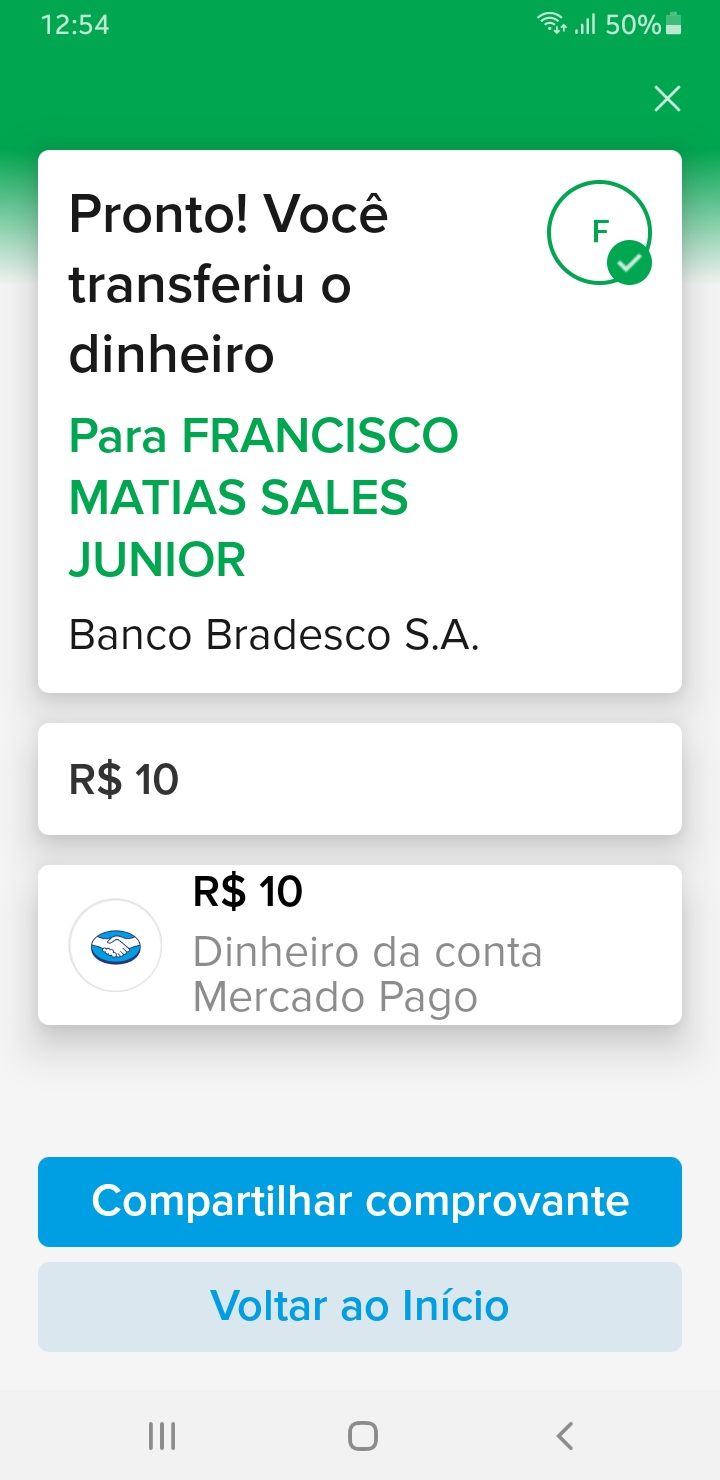 12:54
50%
Pronto! Você
transferiu o
dinheiro
F
Para FRANCISCO
MATIAS SALES
JUNIOR
Banco Bradesco S.A.
R$ 10
R$ 10
Dinheiro da conta
Mercado Pago
Compartilhar comprovante
Voltar ao Início